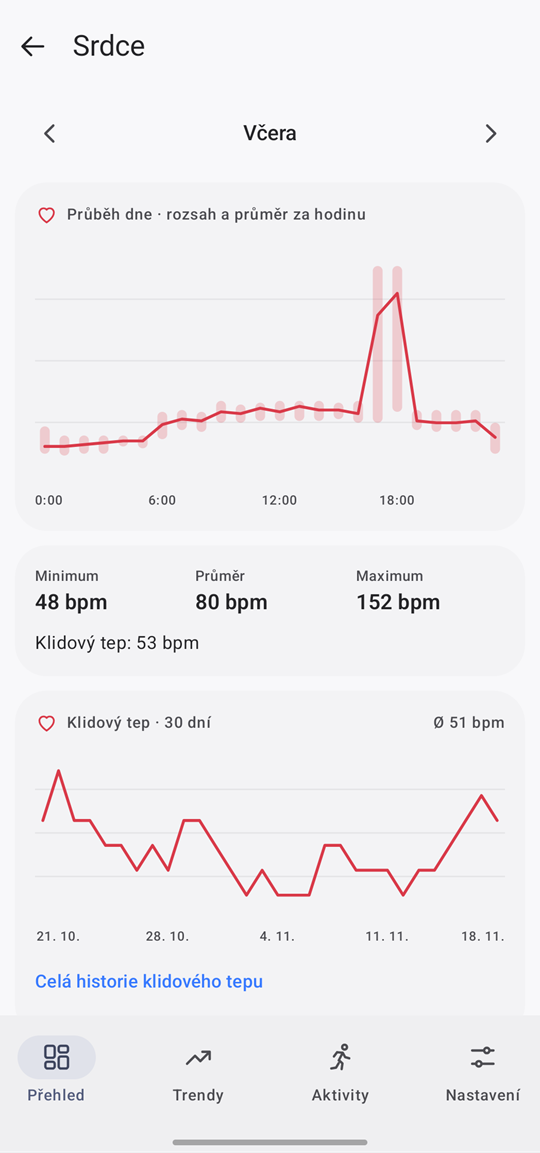 Srdce
Včera
Průběh dne · rozsah a průměr za hodinu
0:00 6:00 12:00 18:00
Minimum Průměr Maximum
48 bpm 80 bpm 152 bpm
Klidový tep: 53 bpm
Klidový tep · 30 dní Ø 51 bpm
21. 10. 28. 10. 4. 11. 11. 11. 18. 11.
Celá historie klidového tepu
Přehled Trendy Aktivity Nastavení